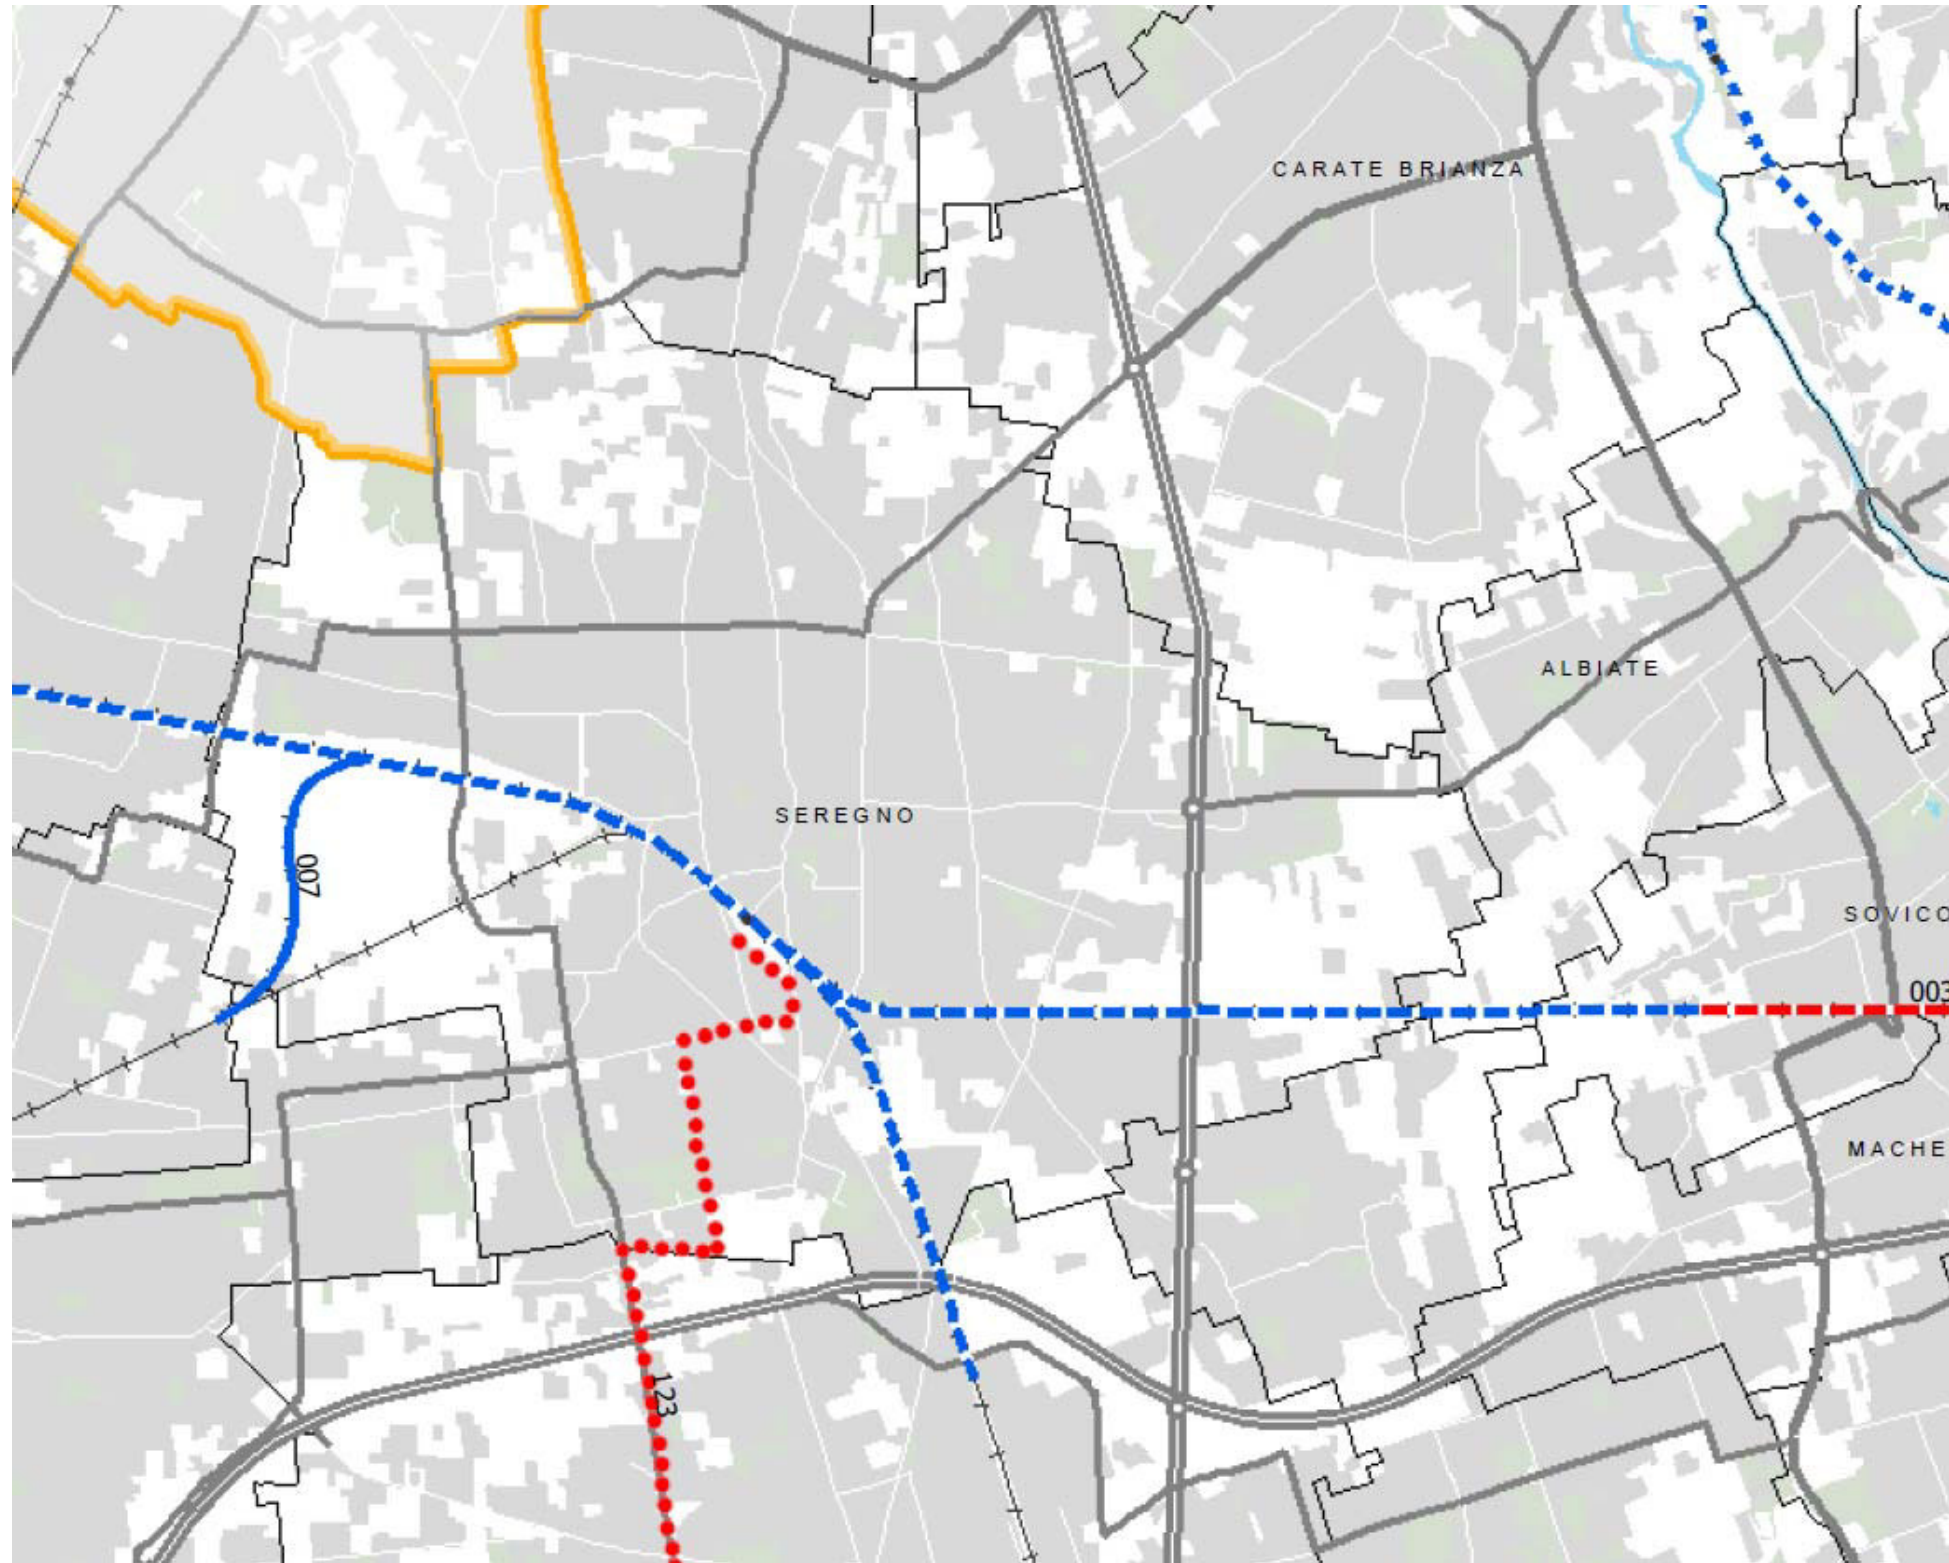 CARATE BRIANZA
ALBIATE
SEREGNO
007
SOVICO
003
MACHE
123